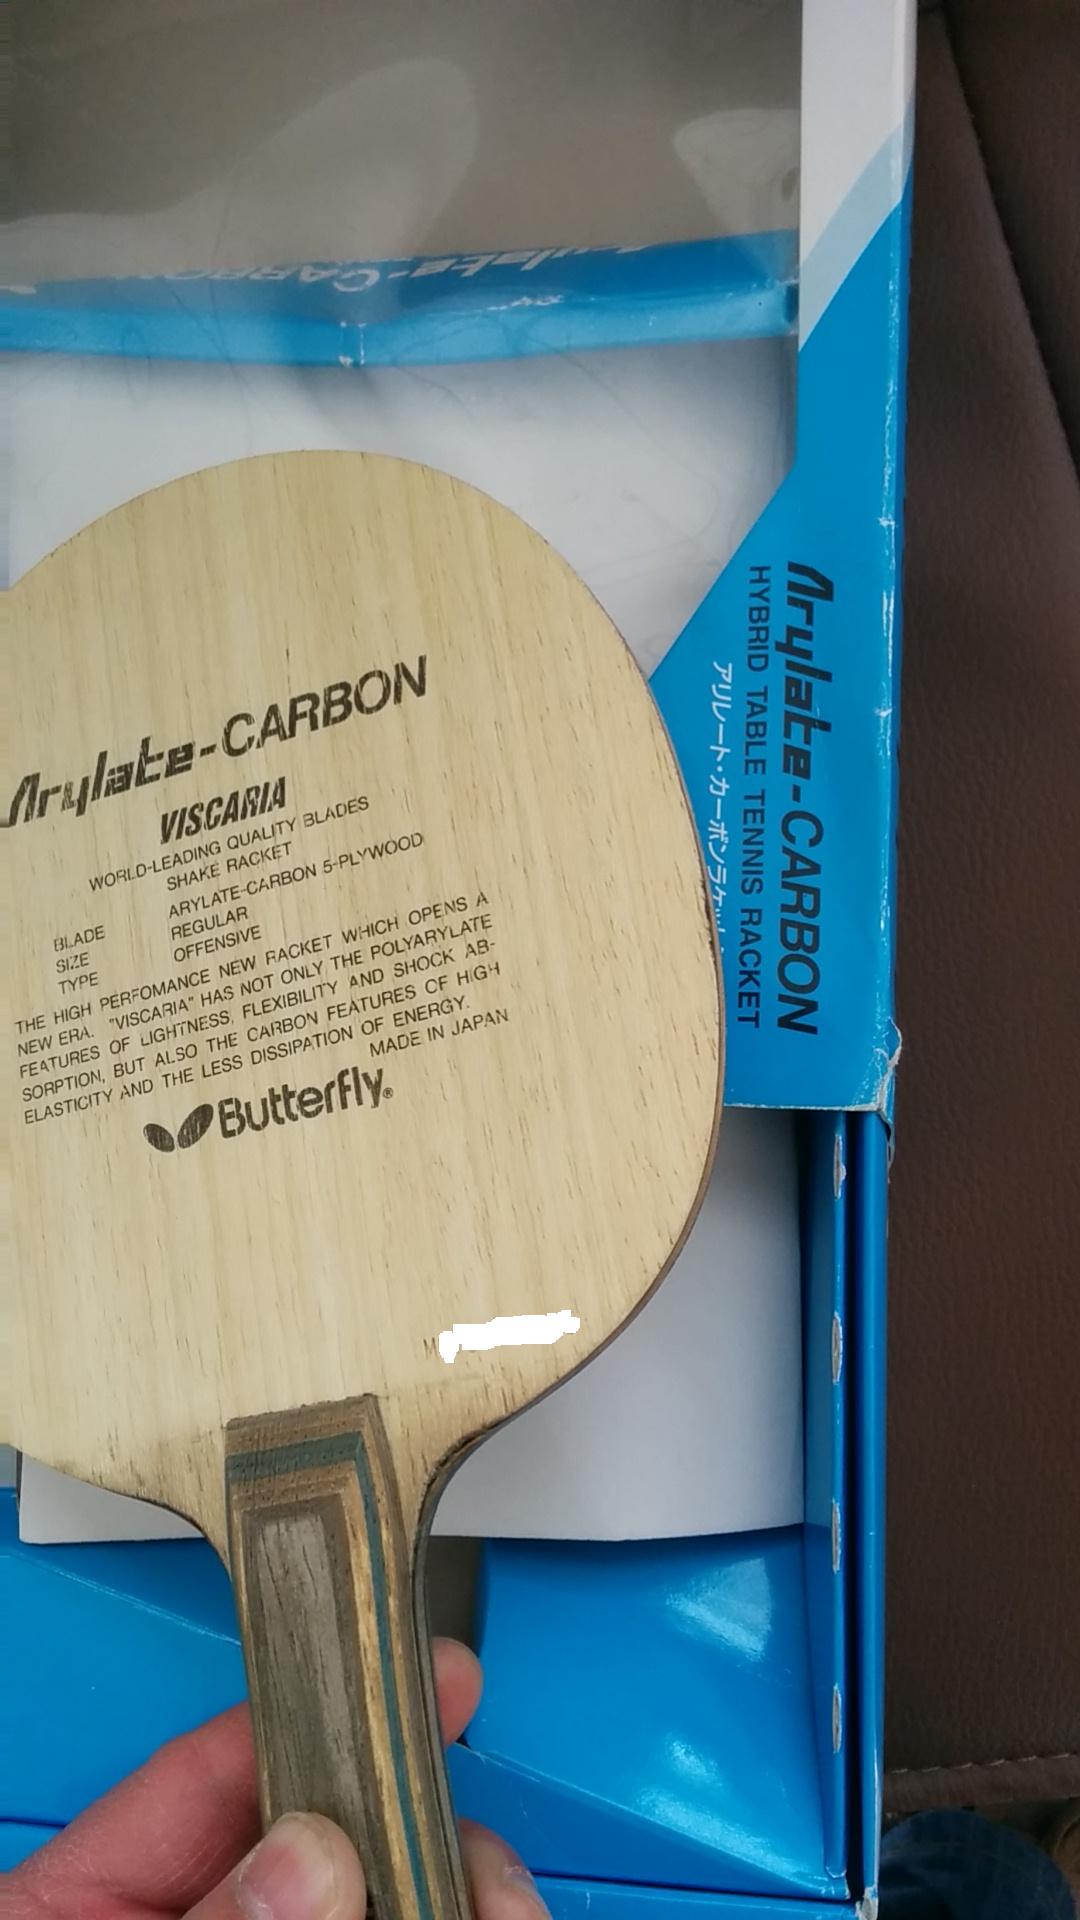 Arylate-CARBON
Arylate-CARBON
VISCARIA
WORLD-LEADING QUALITY BLADES
SHAKE RACKET
BLADE ARYLATE-CARBON 5-PLYWOOD
SIZE REGULAR
TYPE OFFENSIVE
THE HIGH PERFOMANCE NEW RACKET WHICH OPENS A
NEW ERA. "VISCARIA" HAS NOT ONLY THE POLYARYLATE
FEATURES OF LIGHTNESS, FLEXIBILITY AND SHOCK AB-
SORPTION, BUT ALSO THE CARBON FEATURES OF HIGH
ELASTICITY AND THE LESS DISSIPATION OF ENERGY.
MADE IN JAPAN
Butterfly®
M
Arylate-CARBON
HYBRID TABLE TENNIS RACKET
アリレート・カーボンラケット